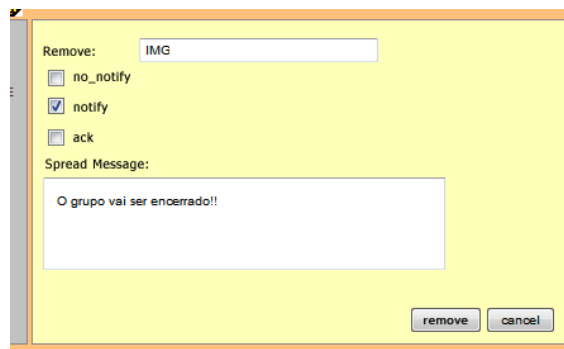 Remove: IMG
no_notify
notify
ack
Spread Message:
O grupo vai ser encerrado!!
remove cancel